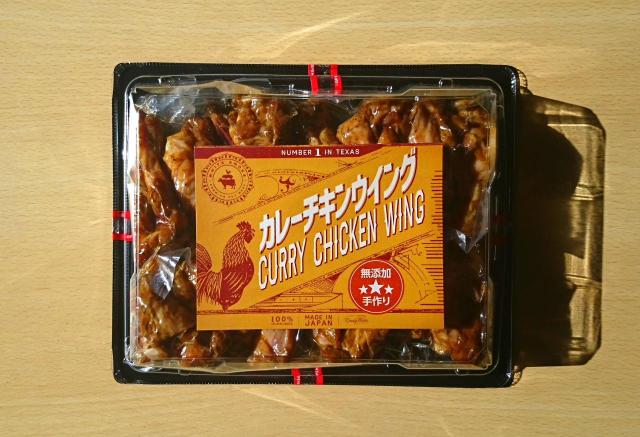 NUMBER 1 IN TEXAS
カレーチキンウイング
CURRY CHICKEN WING
無添加
手作り
100%
MADE IN
JAPAN